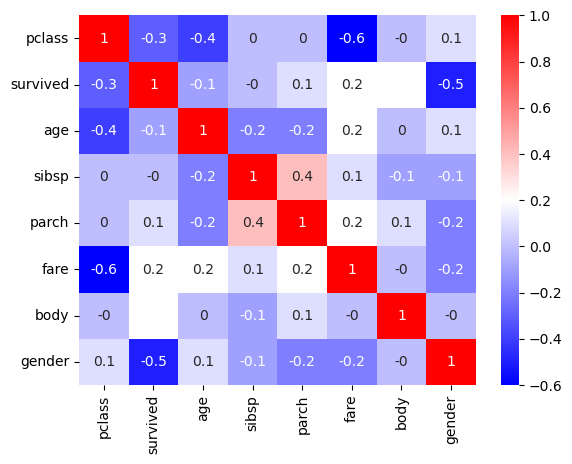 pclass 1 -0.3 -0.4 0 0 -0.6 -0 0.1
survived -0.3 1 -0.1 -0 0.1 0.2 -0.5
age -0.4 -0.1 1 -0.2 -0.2 0.2 0 0.1
sibsp 0 -0 -0.2 1 0.4 0.1 -0.1 -0.1
parch 0 0.1 -0.2 0.4 1 0.2 0.1 -0.2
fare -0.6 0.2 0.2 0.1 0.2 1 -0 -0.2
body -0 0 -0.1 0.1 -0 1 -0
gender 0.1 -0.5 0.1 -0.1 -0.2 -0.2 -0 1
pclass survived age sibsp parch fare body gender
1.0
0.8
0.6
0.4
0.2
0.0
−0.2
−0.4
−0.6